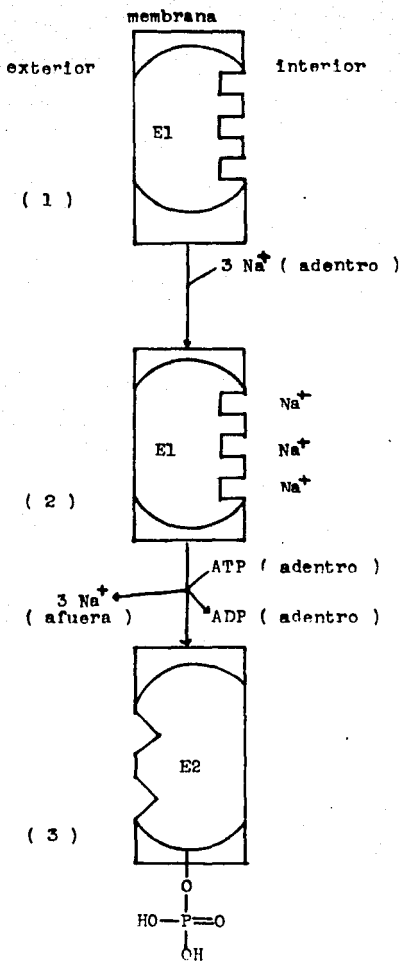 membrana
exterior interior
E1
( 1 )
3 Na+ ( adentro )
Na+
E1 Na+
Na+
( 2 )
ATP ( adentro )
3 Na+
( afuera ) ADP ( adentro )
E2
( 3 )
O
HO-P=O
OH